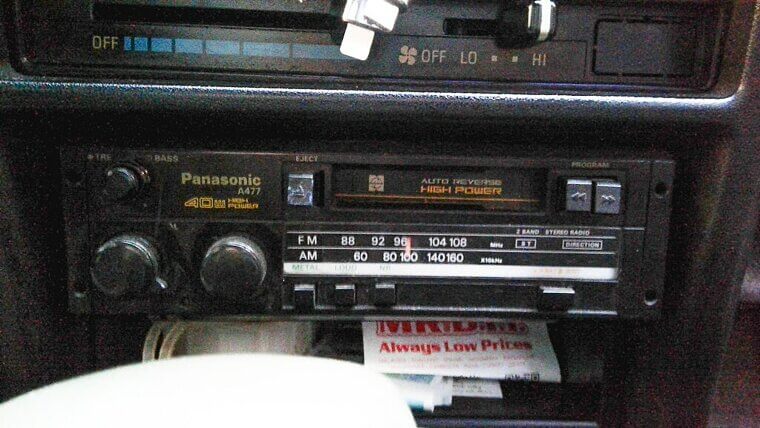 OFF
OFF LO HI
TRE BASS
EJECT
PROGRAM
Panasonic
A477
40W HIGH POWER
AUTO REVERSE
HIGH POWER
2 BAND STEREO RADIO
FM 88 92 96 104 108 MHz
ST DIRECTION
AM 60 80 100 140 160 X10kHz
METAL LOUD NR
Always Low Prices